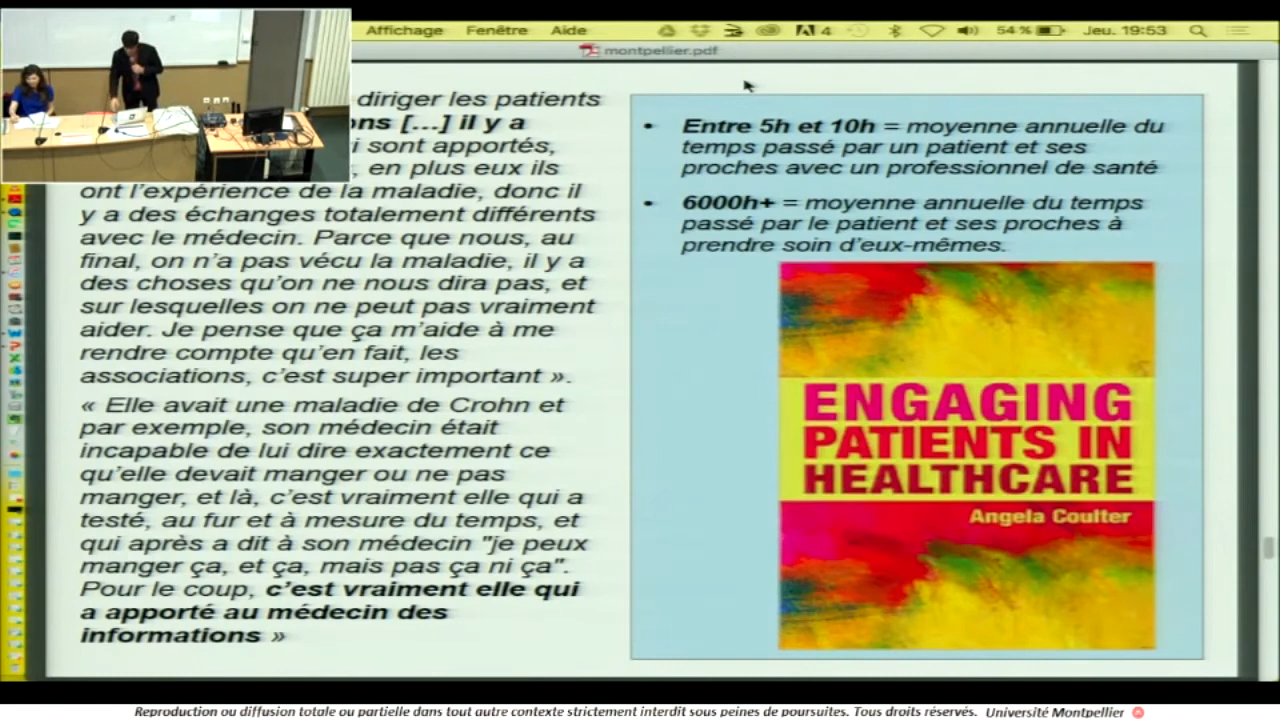 Affichage Fenêtre Aide
4
54 % Jeu. 19:53
montpellier.pdf
diriger les patients
ons [...] il y a
i sont apportés,
, en plus eux ils
ont l'expérience de la maladie, donc il
y a des échanges totalement différents
avec le médecin. Parce que nous, au
final, on n'a pas vécu la maladie, il y a
des choses qu'on ne nous dira pas, et
sur lesquelles on ne peut pas vraiment
aider. Je pense que ça m'aide à me
rendre compte qu'en fait, les
associations, c'est super important ».
« Elle avait une maladie de Crohn et
par exemple, son médecin était
incapable de lui dire exactement ce
qu'elle devait manger ou ne pas
manger, et là, c'est vraiment elle qui a
testé, au fur et à mesure du temps, et
qui après a dit à son médecin "je peux
manger ça, et ça, mais pas ça ni ça".
Pour le coup, c'est vraiment elle qui
a apporté au médecin des
informations »
• Entre 5h et 10h = moyenne annuelle du
temps passé par un patient et ses
proches avec un professionnel de santé
• 6000h+ = moyenne annuelle du temps
passé par le patient et ses proches à
prendre soin d'eux-mêmes.
ENGAGING
PATIENTS IN
HEALTHCARE
Angela Coulter
Reproduction ou diffusion totale ou partielle dans tout autre contexte strictement interdit sous peines de poursuites. Tous droits réservés. Université Montpellier